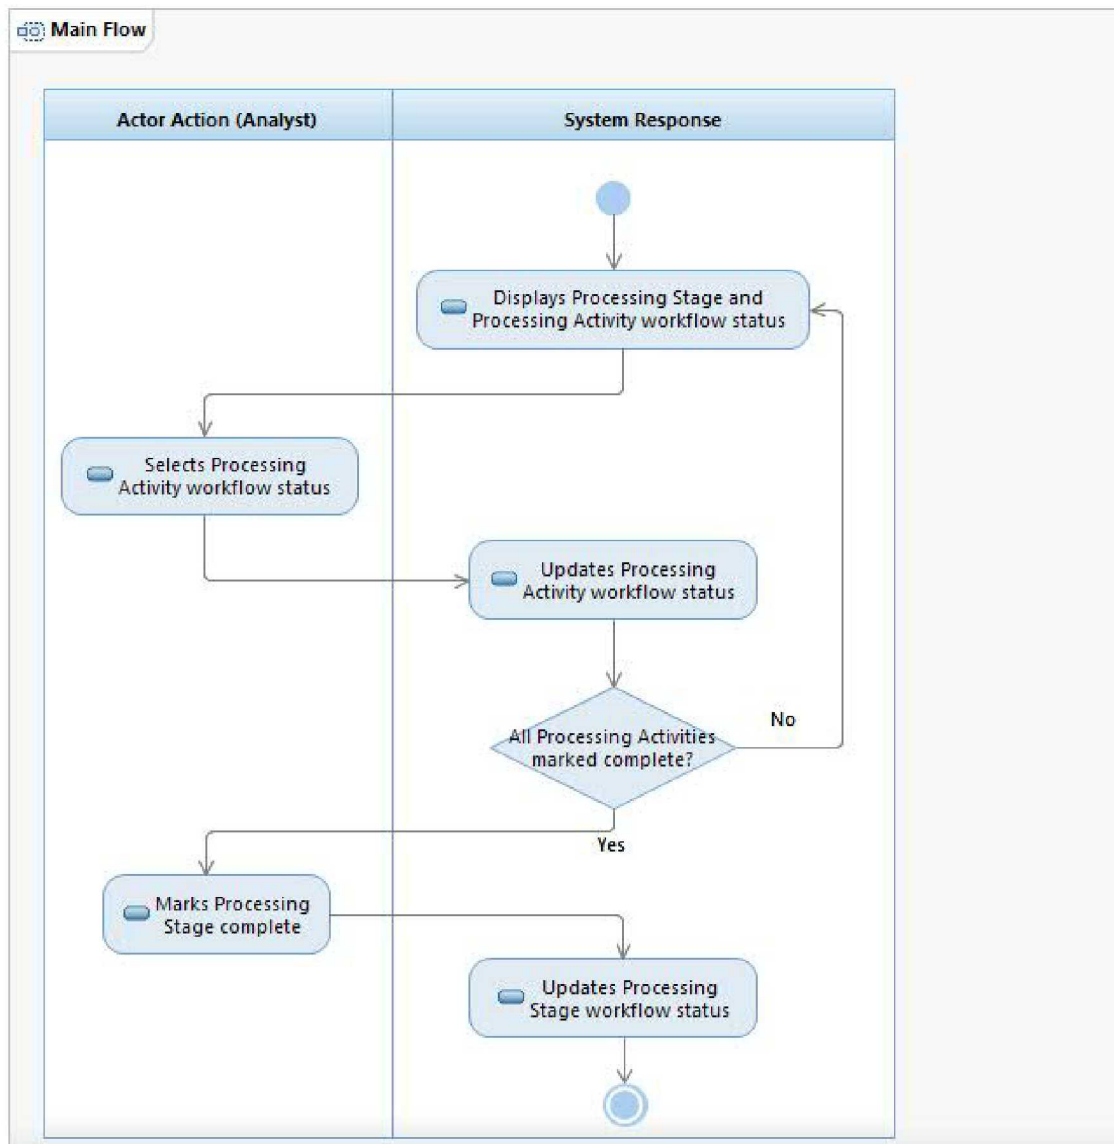 Main Flow
Actor Action (Analyst)
System Response
Displays Processing Stage and
Processing Activity workflow status
Selects Processing
Activity workflow status
Updates Processing
Activity workflow status
All Processing Activities
marked complete?
No
Yes
Marks Processing
Stage complete
Updates Processing
Stage workflow status